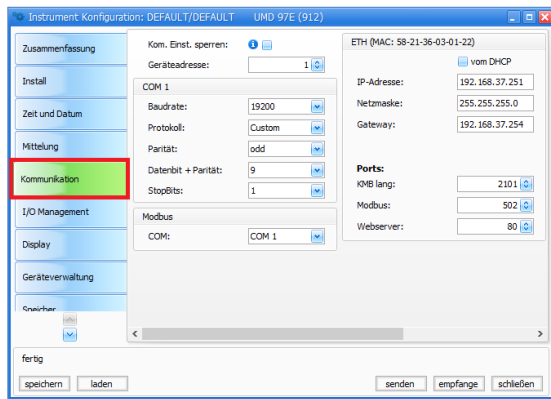 Instrument Konfiguration: DEFAULT/DEFAULT UMD 97E (912)
Zusammenfassung
Install
Zeit und Datum
Mittelung
Kommunikation
I/O Management
Display
Geräteverwaltung
Speicher
Kom. Einst. sperren:
Geräteadresse: 1
COM 1
Baudrate: 19200
Protokoll: Custom
Parität: odd
Datenbit + Parität: 9
StopBits: 1
Modbus
COM: COM 1
ETH (MAC: 58-21-36-03-01-22)
vom DHCP
IP-Adresse: 192.168.37.251
Netzmaske: 255.255.255.0
Gateway: 192.168.37.254
Ports:
KMB lang: 2101
Modbus: 502
Webserver: 80
fertig
speichern laden senden empfange schließen